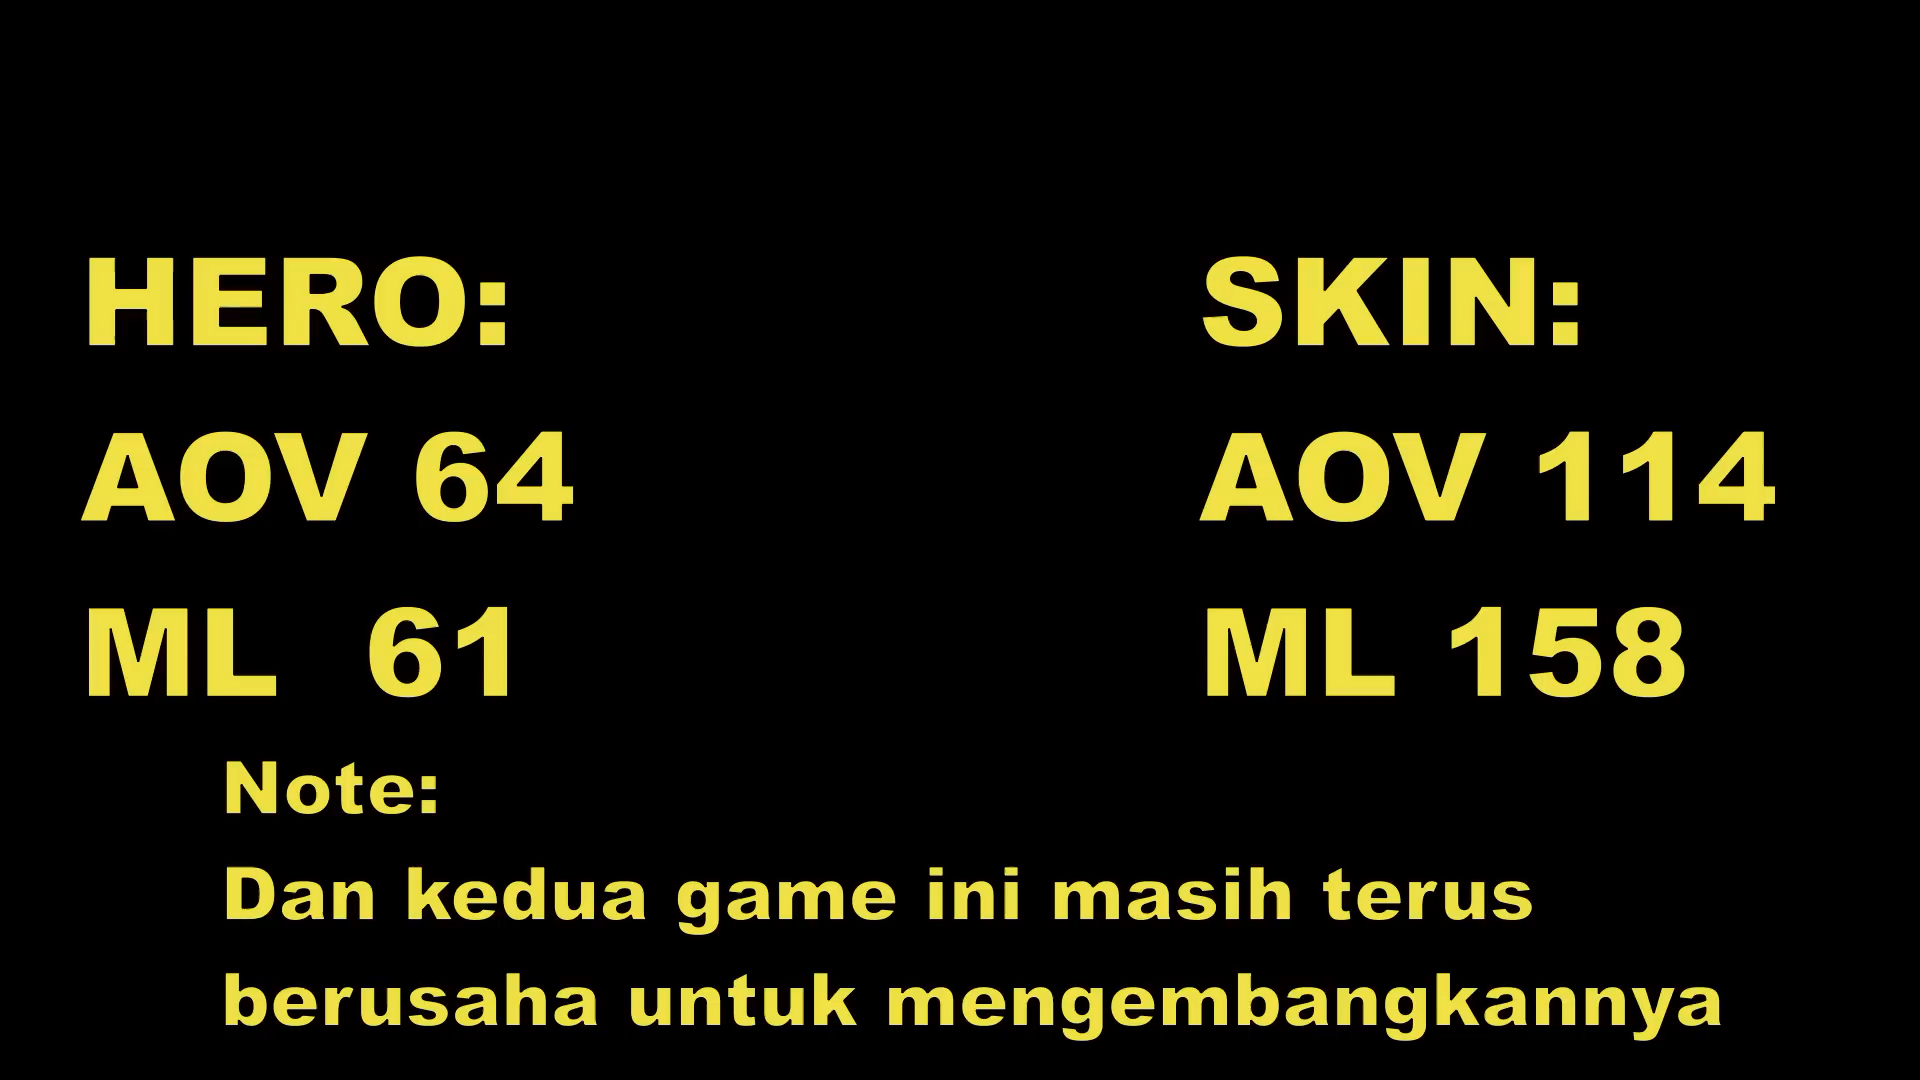 HERO:
AOV 64
ML  61
SKIN:
AOV 114
ML 158
Note:
Dan kedua game ini masih terus
berusaha untuk mengembangkannya